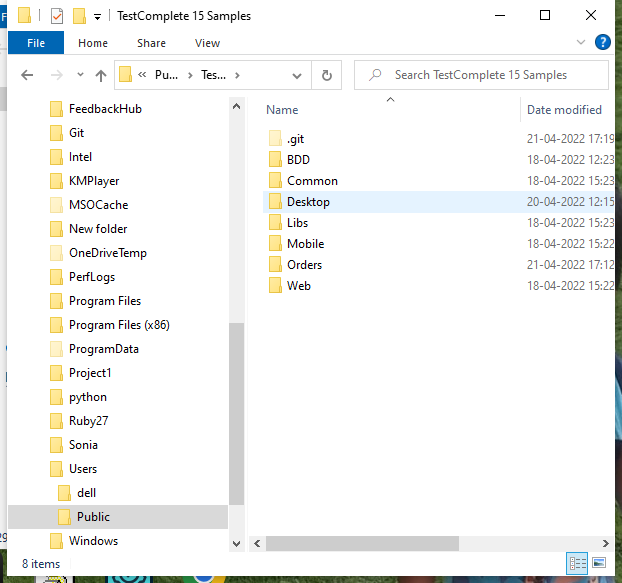 TestComplete 15 Samples
File Home Share View
« Pu... › Tes... › Search TestComplete 15 Samples
FeedbackHub
Git
Intel
KMPlayer
MSOCache
New folder
OneDriveTemp
PerfLogs
Program Files
Program Files (x86)
ProgramData
Project1
python
Ruby27
Sonia
Users
dell
Public
Windows
Name Date modified
.git 21-04-2022 17:19
BDD 18-04-2022 12:23
Common 18-04-2022 15:23
Desktop 20-04-2022 12:15
Libs 18-04-2022 15:23
Mobile 18-04-2022 15:22
Orders 21-04-2022 17:12
Web 18-04-2022 15:22
8 items